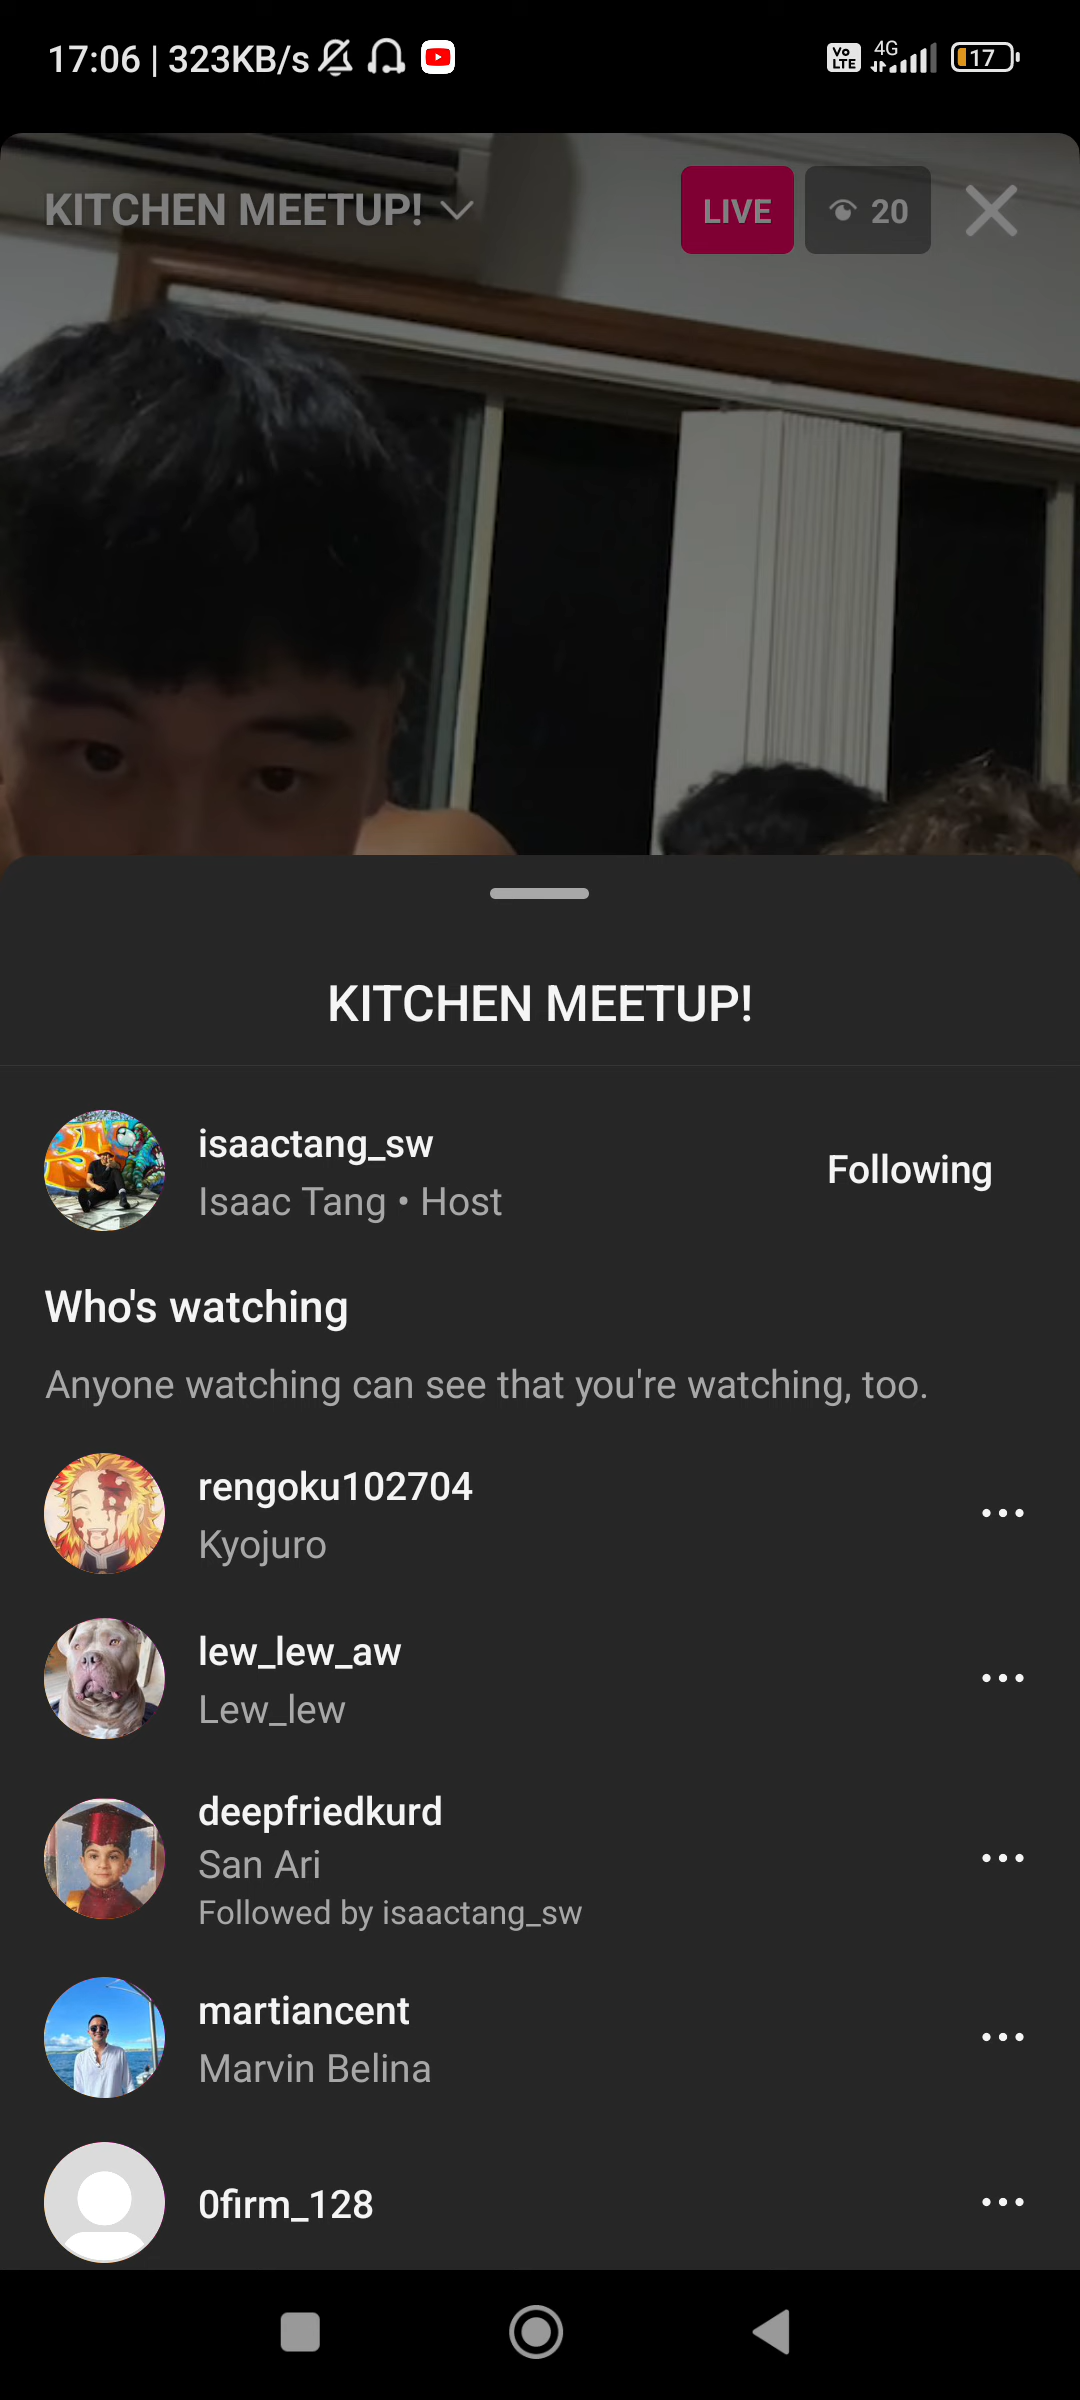 17:06 | 323KB/s
Vo LTE 4G 17
KITCHEN MEETUP!
LIVE 20
KITCHEN MEETUP!
isaactang_sw
Isaac Tang • Host
Following
Who's watching
Anyone watching can see that you're watching, too.
rengoku102704
Kyojuro
lew_lew_aw
Lew_lew
deepfriedkurd
San Ari
Followed by isaactang_sw
martiancent
Marvin Belina
0firm_128